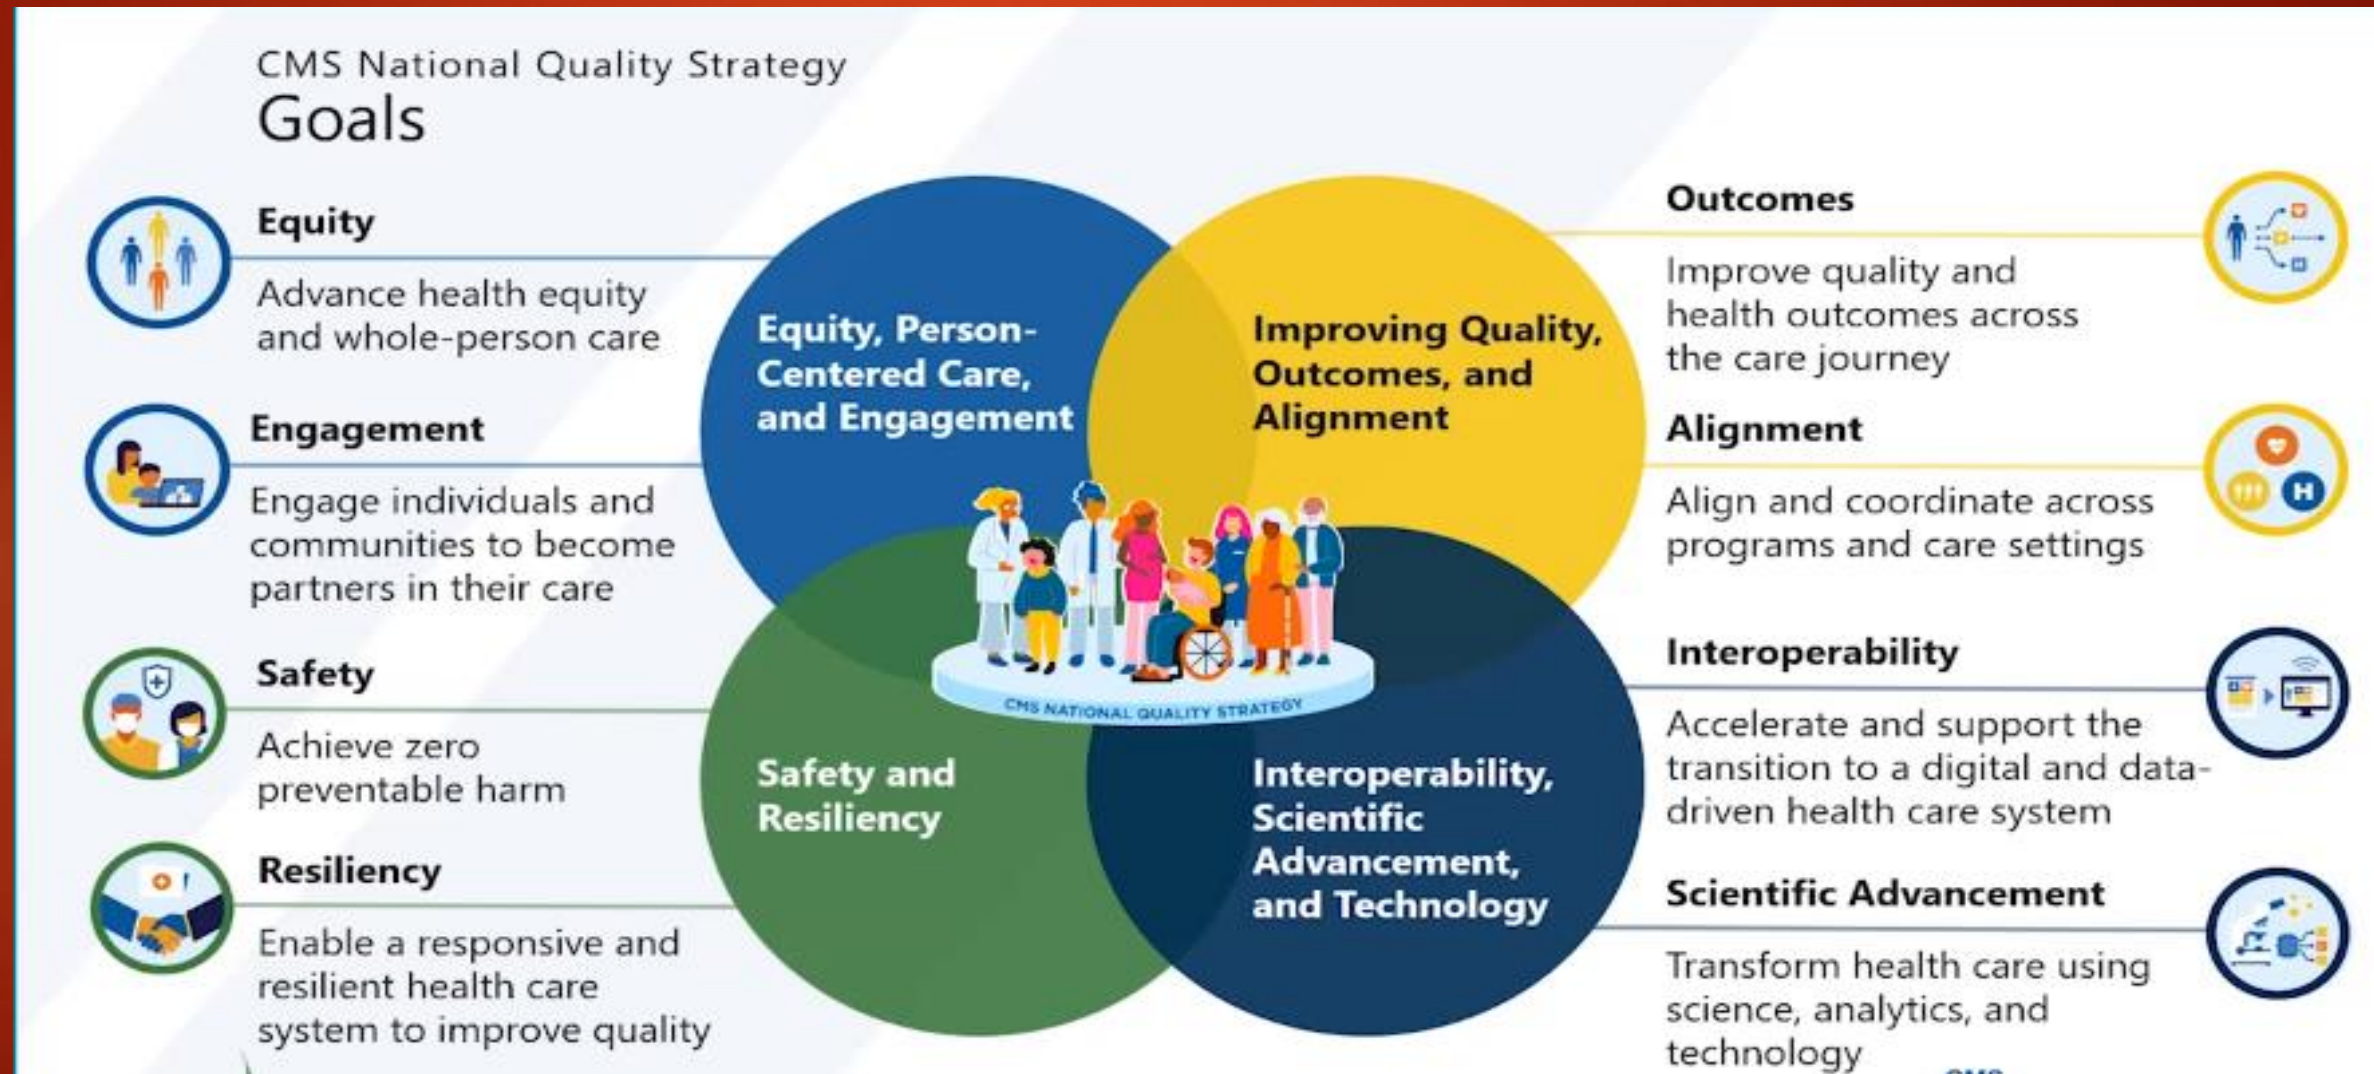 CMS National Quality Strategy
Goals
Equity
Advance health equity
and whole-person care
Engagement
Engage individuals and
communities to become
partners in their care
Safety
Achieve zero
preventable harm
Resiliency
Enable a responsive and
resilient health care
system to improve quality
Equity, Person-
Centered Care,
and Engagement
Improving Quality,
Outcomes, and
Alignment
CMS NATIONAL QUALITY STRATEGY
Safety and
Resiliency
Interoperability,
Scientific
Advancement,
and Technology
Outcomes
Improve quality and
health outcomes across
the care journey
Alignment
Align and coordinate across
programs and care settings
H
Interoperability
Accelerate and support the
transition to a digital and data-
driven health care system
Scientific Advancement
Transform health care using
science, analytics, and
technology